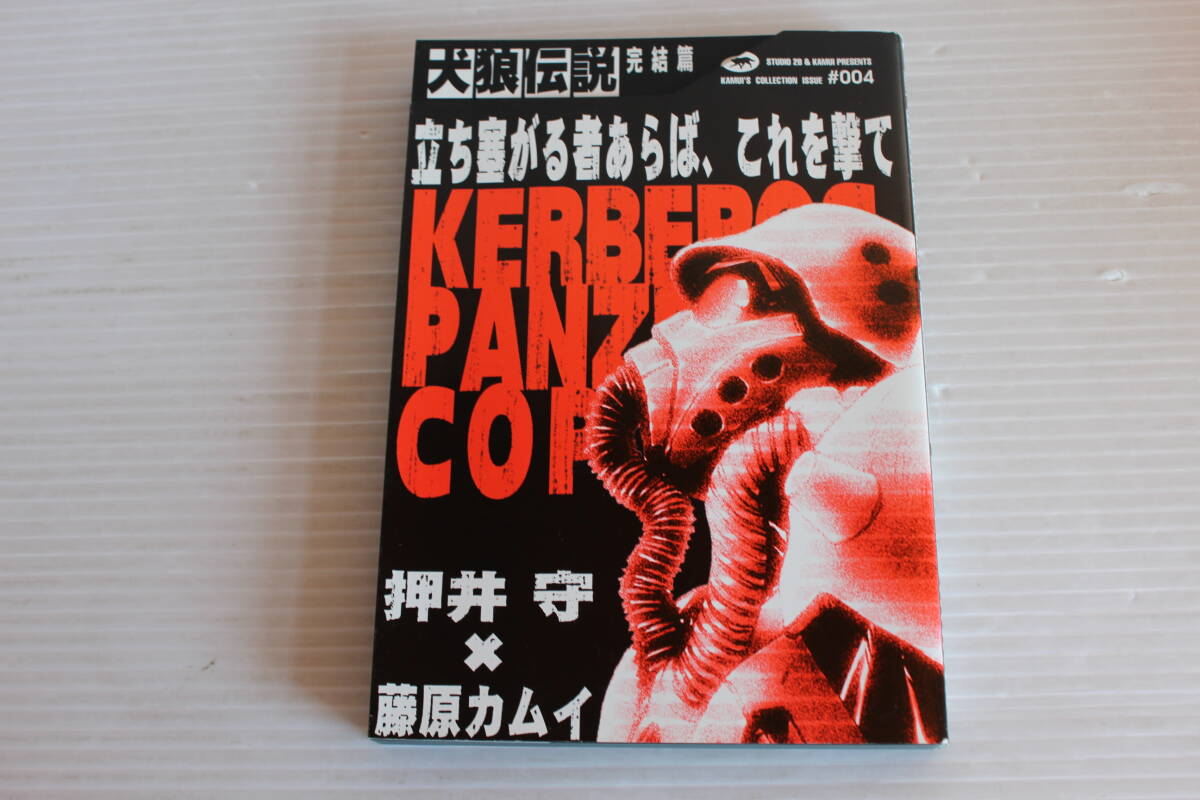 犬狼伝説 完結篇
STUDIO 2B & KAMUI PRESENTS
KAMUI'S COLLECTION ISSUE #004
立ち塞がる者あらば、これを撃て
KERBEROS
PANZ
COP
押井 守
×
藤原カムイ